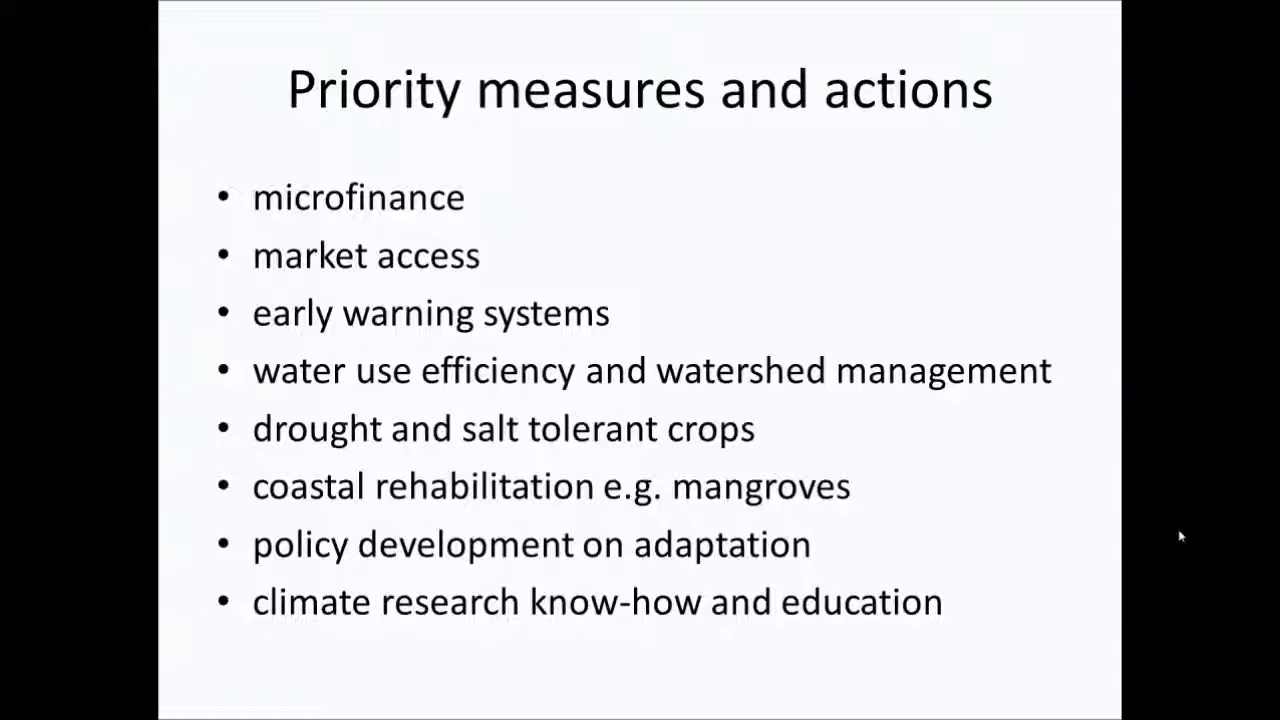 Priority measures and actions
• microfinance
• market access
• early warning systems
• water use efficiency and watershed management
• drought and salt tolerant crops
• coastal rehabilitation e.g. mangroves
• policy development on adaptation
• climate research know-how and education